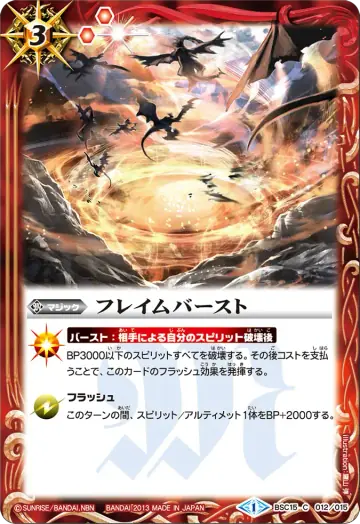 3
マジック フレイムバースト
バースト：相手による自分のスピリット破壊後
BP3000以下のスピリットすべてを破壊する。その後コストを支払
うことで、このカードのフラッシュ効果を発揮する。
フラッシュ
このターンの間、スピリット/アルティメット1体をBP+2000する。
©SUNRISE/BANDAI,NBN BANDAI 2013 MADE IN JAPAN 1 BSC15 C 012/015